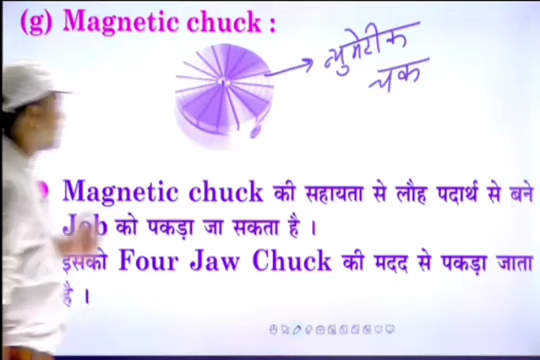 (g) Magnetic chuck :
न्युमेटीक
चक
Magnetic chuck की सहायता से लौह पदार्थ से बने
Job को पकड़ा जा सकता है ।
इसको Four Jaw Chuck की मदद से पकड़ा जाता
है ।